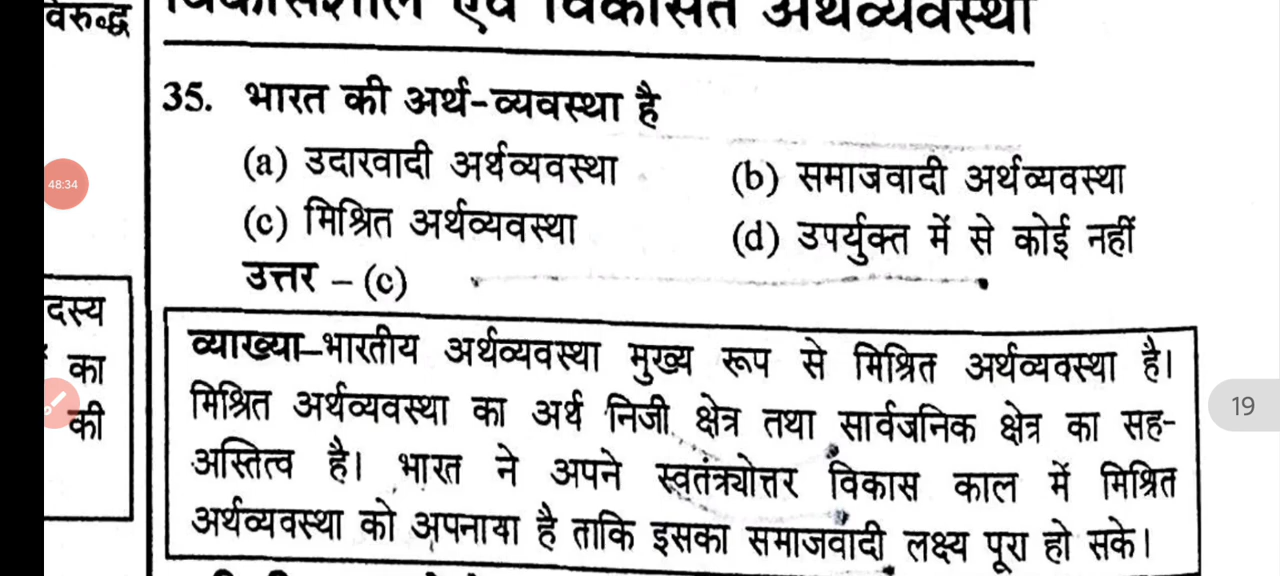 विरुद्ध
विकासशील एवं विकसित अर्थव्यवस्था
35. भारत की अर्थ-व्यवस्था है
(a) उदारवादी अर्थव्यवस्था (b) समाजवादी अर्थव्यवस्था
(c) मिश्रित अर्थव्यवस्था (d) उपर्युक्त में से कोई नहीं
उत्तर – (c)
48:34
दस्य
का
की
व्याख्या–भारतीय अर्थव्यवस्था मुख्य रूप से मिश्रित अर्थव्यवस्था है।
मिश्रित अर्थव्यवस्था का अर्थ निजी क्षेत्र तथा सार्वजनिक क्षेत्र का सह-
अस्तित्व है। भारत ने अपने स्वतंत्र्योत्तर विकास काल में मिश्रित
अर्थव्यवस्था को अपनाया है ताकि इसका समाजवादी लक्ष्य पूरा हो सके।
19